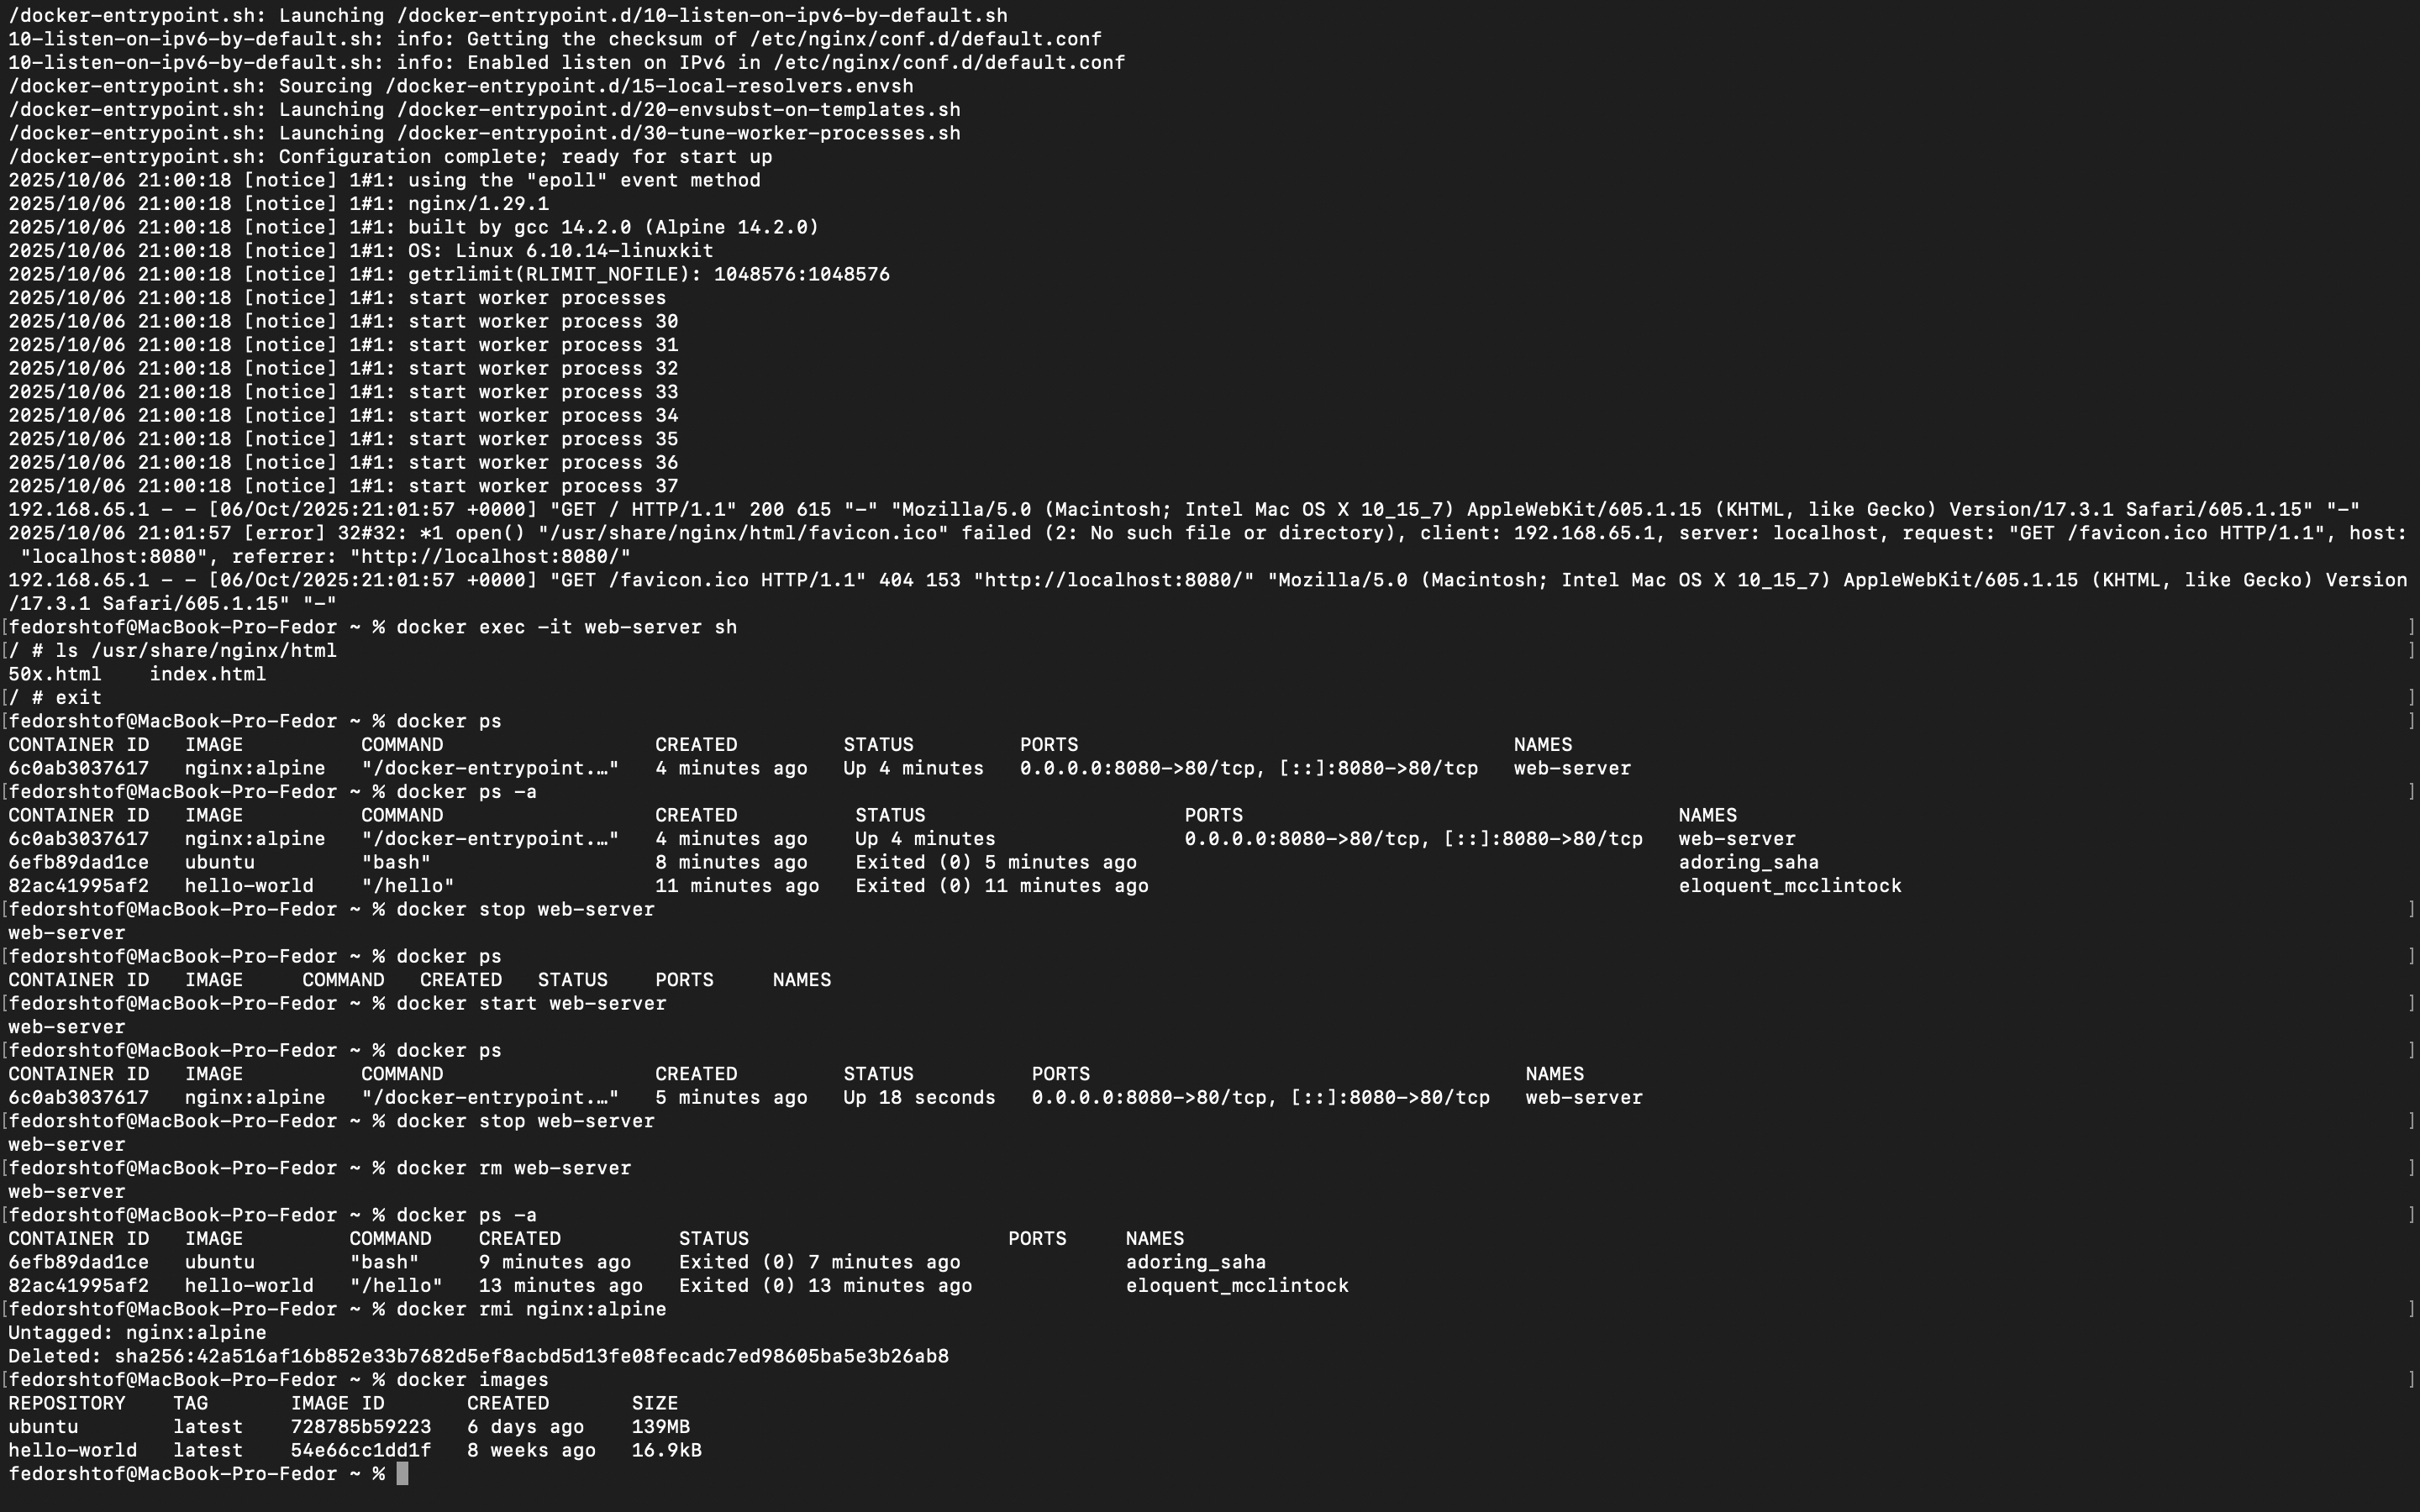 /docker-entrypoint.sh: Launching /docker-entrypoint.d/10-listen-on-ipv6-by-default.sh
10-listen-on-ipv6-by-default.sh: info: Getting the checksum of /etc/nginx/conf.d/default.conf
10-listen-on-ipv6-by-default.sh: info: Enabled listen on IPv6 in /etc/nginx/conf.d/default.conf
/docker-entrypoint.sh: Sourcing /docker-entrypoint.d/15-local-resolvers.envsh
/docker-entrypoint.sh: Launching /docker-entrypoint.d/20-envsubst-on-templates.sh
/docker-entrypoint.sh: Launching /docker-entrypoint.d/30-tune-worker-processes.sh
/docker-entrypoint.sh: Configuration complete; ready for start up
2025/10/06 21:00:18 [notice] 1#1: using the "epoll" event method
2025/10/06 21:00:18 [notice] 1#1: nginx/1.29.1
2025/10/06 21:00:18 [notice] 1#1: built by gcc 14.2.0 (Alpine 14.2.0)
2025/10/06 21:00:18 [notice] 1#1: OS: Linux 6.10.14-linuxkit
2025/10/06 21:00:18 [notice] 1#1: getrlimit(RLIMIT_NOFILE): 1048576:1048576
2025/10/06 21:00:18 [notice] 1#1: start worker processes
2025/10/06 21:00:18 [notice] 1#1: start worker process 30
2025/10/06 21:00:18 [notice] 1#1: start worker process 31
2025/10/06 21:00:18 [notice] 1#1: start worker process 32
2025/10/06 21:00:18 [notice] 1#1: start worker process 33
2025/10/06 21:00:18 [notice] 1#1: start worker process 34
2025/10/06 21:00:18 [notice] 1#1: start worker process 35
2025/10/06 21:00:18 [notice] 1#1: start worker process 36
2025/10/06 21:00:18 [notice] 1#1: start worker process 37
192.168.65.1 - - [06/Oct/2025:21:01:57 +0000] "GET / HTTP/1.1" 200 615 "-" "Mozilla/5.0 (Macintosh; Intel Mac OS X 10_15_7) AppleWebKit/605.1.15 (KHTML, like Gecko) Version/17.3.1 Safari/605.1.15" "-"
2025/10/06 21:01:57 [error] 32#32: *1 open() "/usr/share/nginx/html/favicon.ico" failed (2: No such file or directory), client: 192.168.65.1, server: localhost, request: "GET /favicon.ico HTTP/1.1", host:
 "localhost:8080", referrer: "http://localhost:8080/"
192.168.65.1 - - [06/Oct/2025:21:01:57 +0000] "GET /favicon.ico HTTP/1.1" 404 153 "http://localhost:8080/" "Mozilla/5.0 (Macintosh; Intel Mac OS X 10_15_7) AppleWebKit/605.1.15 (KHTML, like Gecko) Version
/17.3.1 Safari/605.1.15" "-"
[fedorshtof@MacBook-Pro-Fedor ~ % docker exec -it web-server sh ]
[/ # ls /usr/share/nginx/html ]
50x.html    index.html
[/ # exit ]
[fedorshtof@MacBook-Pro-Fedor ~ % docker ps ]
CONTAINER ID   IMAGE          COMMAND                  CREATED         STATUS         PORTS                                     NAMES
6c0ab3037617   nginx:alpine   "/docker-entrypoint.…"   4 minutes ago   Up 4 minutes   0.0.0.0:8080->80/tcp, [::]:8080->80/tcp   web-server
[fedorshtof@MacBook-Pro-Fedor ~ % docker ps -a ]
CONTAINER ID   IMAGE          COMMAND                  CREATED          STATUS                      PORTS                                     NAMES
6c0ab3037617   nginx:alpine   "/docker-entrypoint.…"   4 minutes ago    Up 4 minutes                0.0.0.0:8080->80/tcp, [::]:8080->80/tcp   web-server
6efb89dad1ce   ubuntu         "bash"                   8 minutes ago    Exited (0) 5 minutes ago                                              adoring_saha
82ac41995af2   hello-world    "/hello"                 11 minutes ago   Exited (0) 11 minutes ago                                             eloquent_mcclintock
[fedorshtof@MacBook-Pro-Fedor ~ % docker stop web-server ]
web-server
[fedorshtof@MacBook-Pro-Fedor ~ % docker ps ]
CONTAINER ID   IMAGE     COMMAND   CREATED   STATUS    PORTS     NAMES
[fedorshtof@MacBook-Pro-Fedor ~ % docker start web-server ]
web-server
[fedorshtof@MacBook-Pro-Fedor ~ % docker ps ]
CONTAINER ID   IMAGE          COMMAND                  CREATED         STATUS          PORTS                                     NAMES
6c0ab3037617   nginx:alpine   "/docker-entrypoint.…"   5 minutes ago   Up 18 seconds   0.0.0.0:8080->80/tcp, [::]:8080->80/tcp   web-server
[fedorshtof@MacBook-Pro-Fedor ~ % docker stop web-server ]
web-server
[fedorshtof@MacBook-Pro-Fedor ~ % docker rm web-server ]
web-server
[fedorshtof@MacBook-Pro-Fedor ~ % docker ps -a ]
CONTAINER ID   IMAGE         COMMAND    CREATED          STATUS                      PORTS     NAMES
6efb89dad1ce   ubuntu        "bash"     9 minutes ago    Exited (0) 7 minutes ago              adoring_saha
82ac41995af2   hello-world   "/hello"   13 minutes ago   Exited (0) 13 minutes ago             eloquent_mcclintock
[fedorshtof@MacBook-Pro-Fedor ~ % docker rmi nginx:alpine ]
Untagged: nginx:alpine
Deleted: sha256:42a516af16b852e33b7682d5ef8acbd5d13fe08fecadc7ed98605ba5e3b26ab8
[fedorshtof@MacBook-Pro-Fedor ~ % docker images ]
REPOSITORY    TAG       IMAGE ID       CREATED       SIZE
ubuntu        latest    728785b59223   6 days ago    139MB
hello-world   latest    54e66cc1dd1f   8 weeks ago   16.9kB
fedorshtof@MacBook-Pro-Fedor ~ %